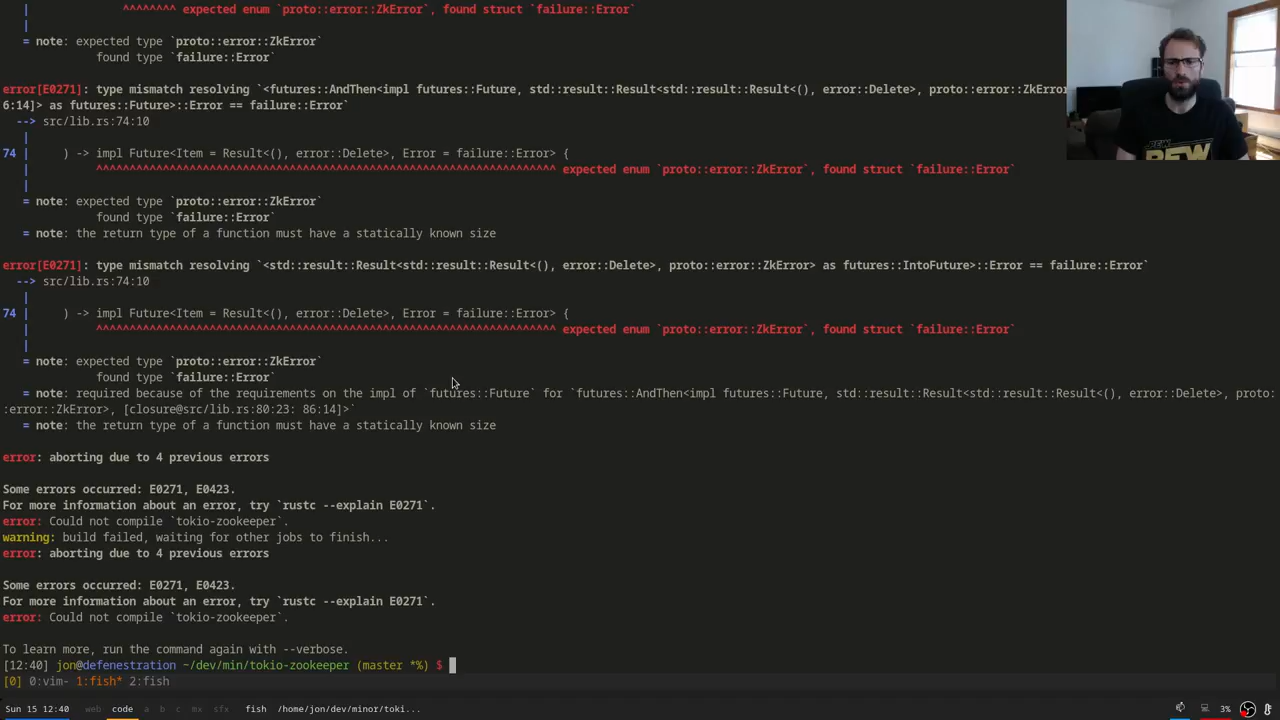 |              ^^^^^^^^ expected enum `proto::error::ZkError`, found struct `failure::Error`
   |
   = note: expected type `proto::error::ZkError`
              found type `failure::Error`
error[E0271]: type mismatch resolving `<futures::AndThen<impl futures::Future, std::result::Result<std::result::Result<(), error::Delete>, proto::error::ZkError
6:14]> as futures::Future>::Error == failure::Error`
  --> src/lib.rs:74:10
   |
74 |     ) -> impl Future<Item = Result<(), error::Delete>, Error = failure::Error> {
   |          ^^^^^^^^^^^^^^^^^^^^^^^^^^^^^^^^^^^^^^^^^^^^^^^^^^^^^^^^^^^^^^^^^^^^^ expected enum `proto::error::ZkError`, found struct `failure::Error`
   |
   = note: expected type `proto::error::ZkError`
              found type `failure::Error`
   = note: the return type of a function must have a statically known size
error[E0271]: type mismatch resolving `<std::result::Result<std::result::Result<(), error::Delete>, proto::error::ZkError> as futures::IntoFuture>::Error == failure::Error`
  --> src/lib.rs:74:10
   |
74 |     ) -> impl Future<Item = Result<(), error::Delete>, Error = failure::Error> {
   |          ^^^^^^^^^^^^^^^^^^^^^^^^^^^^^^^^^^^^^^^^^^^^^^^^^^^^^^^^^^^^^^^^^^^^^ expected enum `proto::error::ZkError`, found struct `failure::Error`
   |
   = note: expected type `proto::error::ZkError`
              found type `failure::Error`
   = note: required because of the requirements on the impl of `futures::Future` for `futures::AndThen<impl futures::Future, std::result::Result<std::result::Result<(), error::Delete>, proto:
:error::ZkError>, [closure@src/lib.rs:80:23: 86:14]>`
   = note: the return type of a function must have a statically known size
error: aborting due to 4 previous errors
Some errors occurred: E0271, E0423.
For more information about an error, try `rustc --explain E0271`.
error: Could not compile `tokio-zookeeper`.
warning: build failed, waiting for other jobs to finish...
error: aborting due to 4 previous errors
Some errors occurred: E0271, E0423.
For more information about an error, try `rustc --explain E0271`.
error: Could not compile `tokio-zookeeper`.
To learn more, run the command again with --verbose.
[12:40] jon@defenestration ~/dev/min/tokio-zookeeper (master *%) $
[0] 0:vim- 1:fish* 2:fish
Sun 15 12:40 web code a b c mx sfx fish /home/jon/dev/minor/toki... 3%